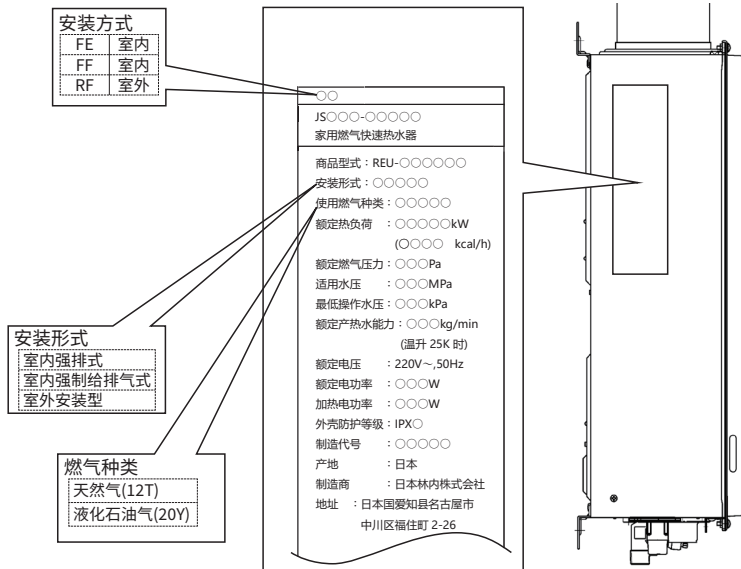 安装方式
FE 室内
FF 室内
RF 室外
○○
JS○○○-○○○○○
家用燃气快速热水器
商品型式：REU-○○○○○○
安装形式：○○○○○
使用燃气种类：○○○○○
额定热负荷 ：○○○○○kW
(○○○○ kcal/h)
额定燃气压力：○○○Pa
适用水压 ：○○○MPa
最低操作水压：○○○kPa
额定产热水能力：○○○kg/min
(温升 25K 时)
额定电压 ：220V～,50Hz
额定电功率 ：○○○W
加热电功率 ：○○○W
外壳防护等级：IPX○
制造代号 ：○○○○○
产地 ：日本
制造商 ：日本林内株式会社
地址 ：日本国爱知县名古屋市
中川区福住町 2-26
安装形式
室内强排式
室内强制给排气式
室外安装型
燃气种类
天然气(12T)
液化石油气(20Y)